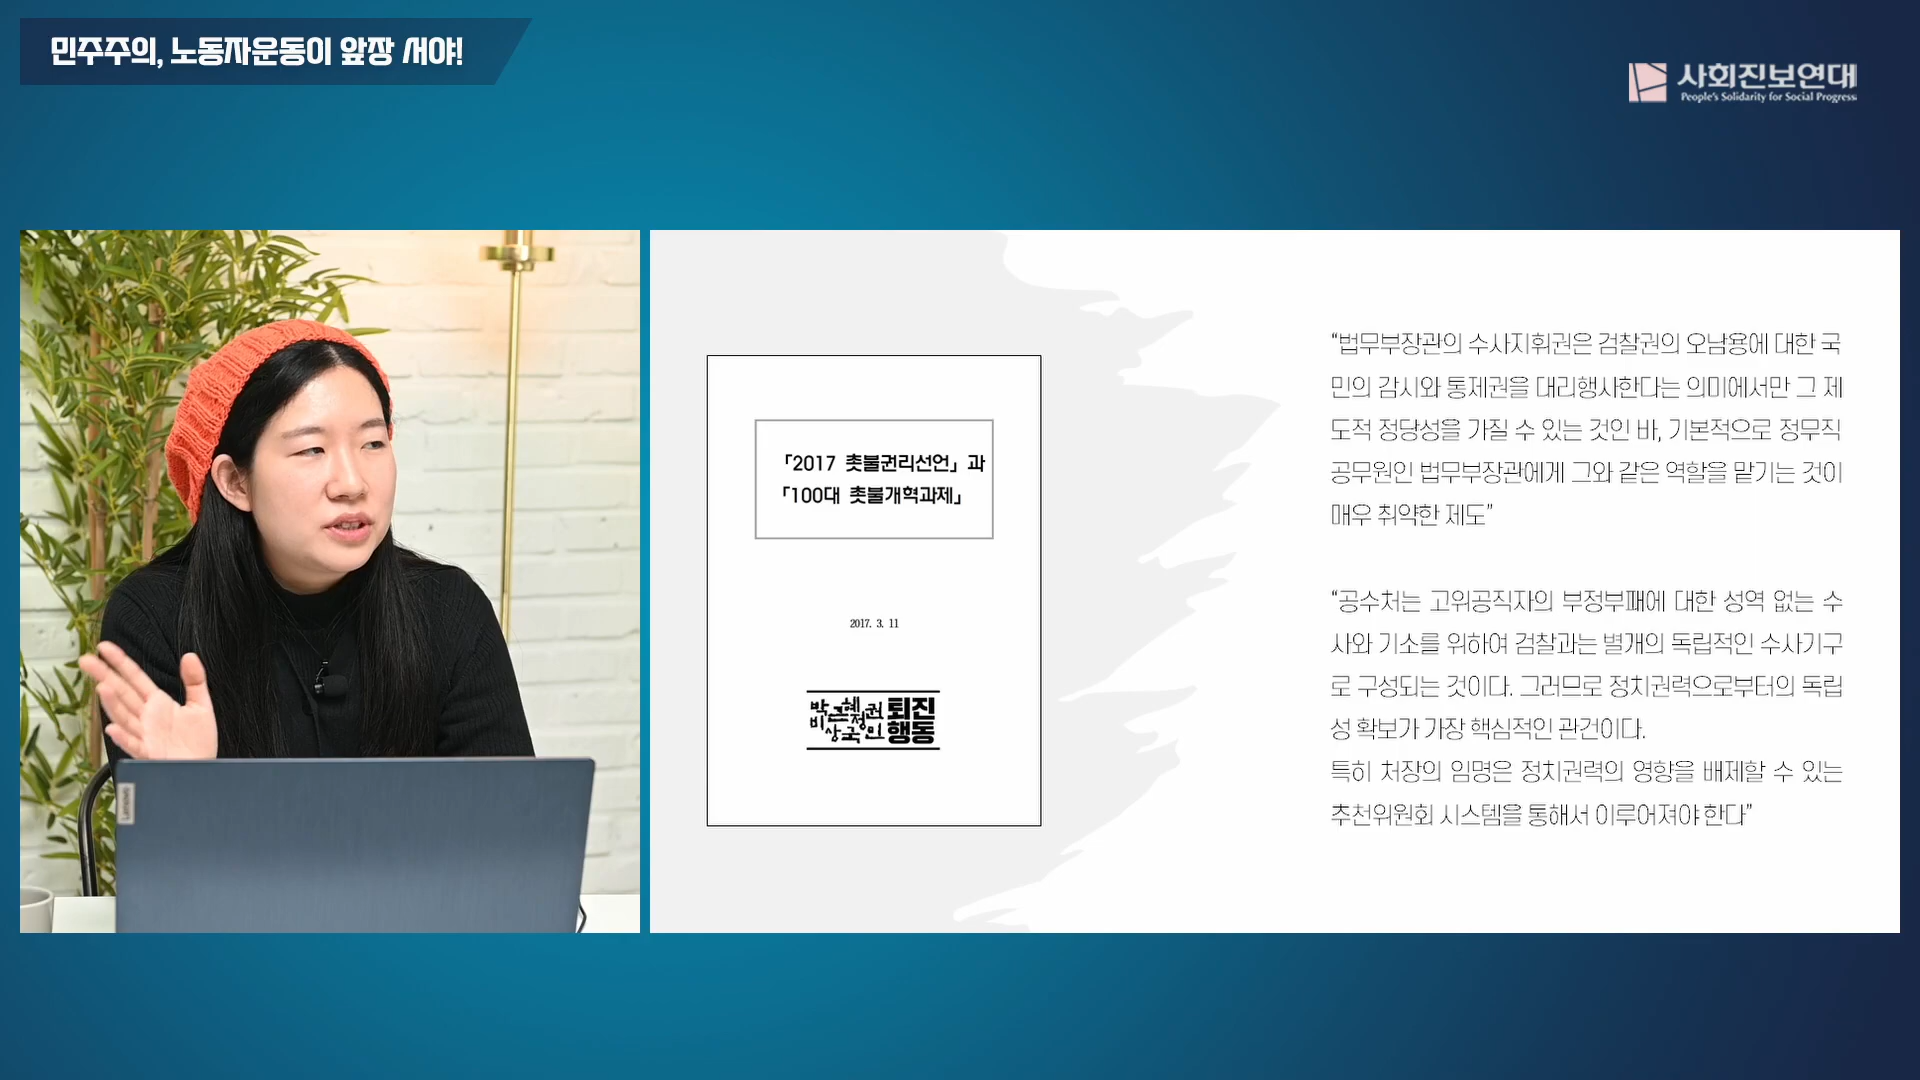 민주주의, 노동자운동이 앞장 서야!
사회진보연대
People's Solidarity for Social Progress
「2017 촛불권리선언」과
「100대 촛불개혁과제」
2017. 3. 11
박근혜정권 퇴진
비상국민 행동
“법무부장관의 수사지휘권은 검찰권의 오남용에 대한 국
민의 감시와 통제권을 대리행사한다는 의미에서만 그 제
도적 정당성을 가질 수 있는 것인 바, 기본적으로 정무직
공무원인 법무부장관에게 그와 같은 역할을 맡기는 것이
매우 취약한 제도”
“공수처는 고위공직자의 부정부패에 대한 성역 없는 수
사와 기소를 위하여 검찰과는 별개의 독립적인 수사기구
로 구성되는 것이다. 그러므로 정치권력으로부터의 독립
성 확보가 가장 핵심적인 관건이다.
특히 처장의 임명은 정치권력의 영향을 배제할 수 있는
추천위원회 시스템을 통해서 이루어져야 한다”
Lenovo